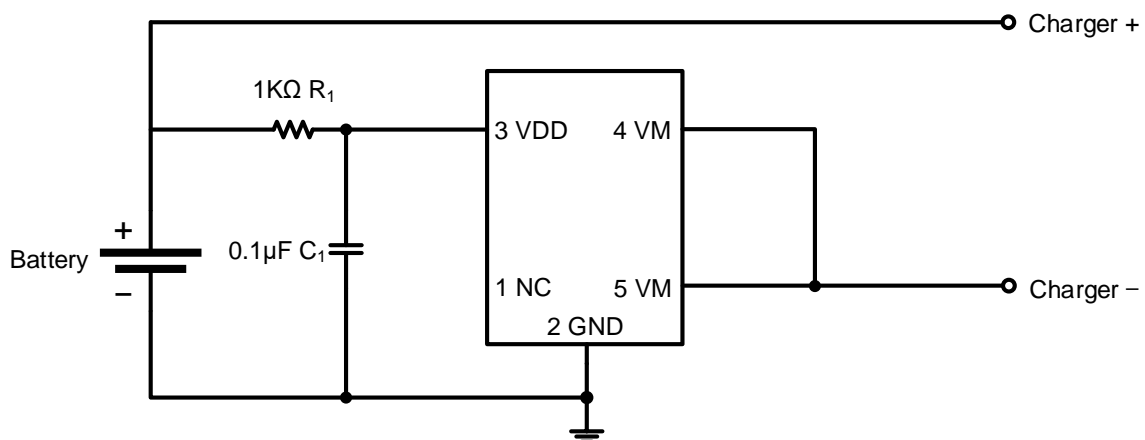 Charger +
1KΩ R1
3 VDD
4 VM
+
Battery
0.1µF C1
−
1 NC
5 VM
2 GND
Charger −